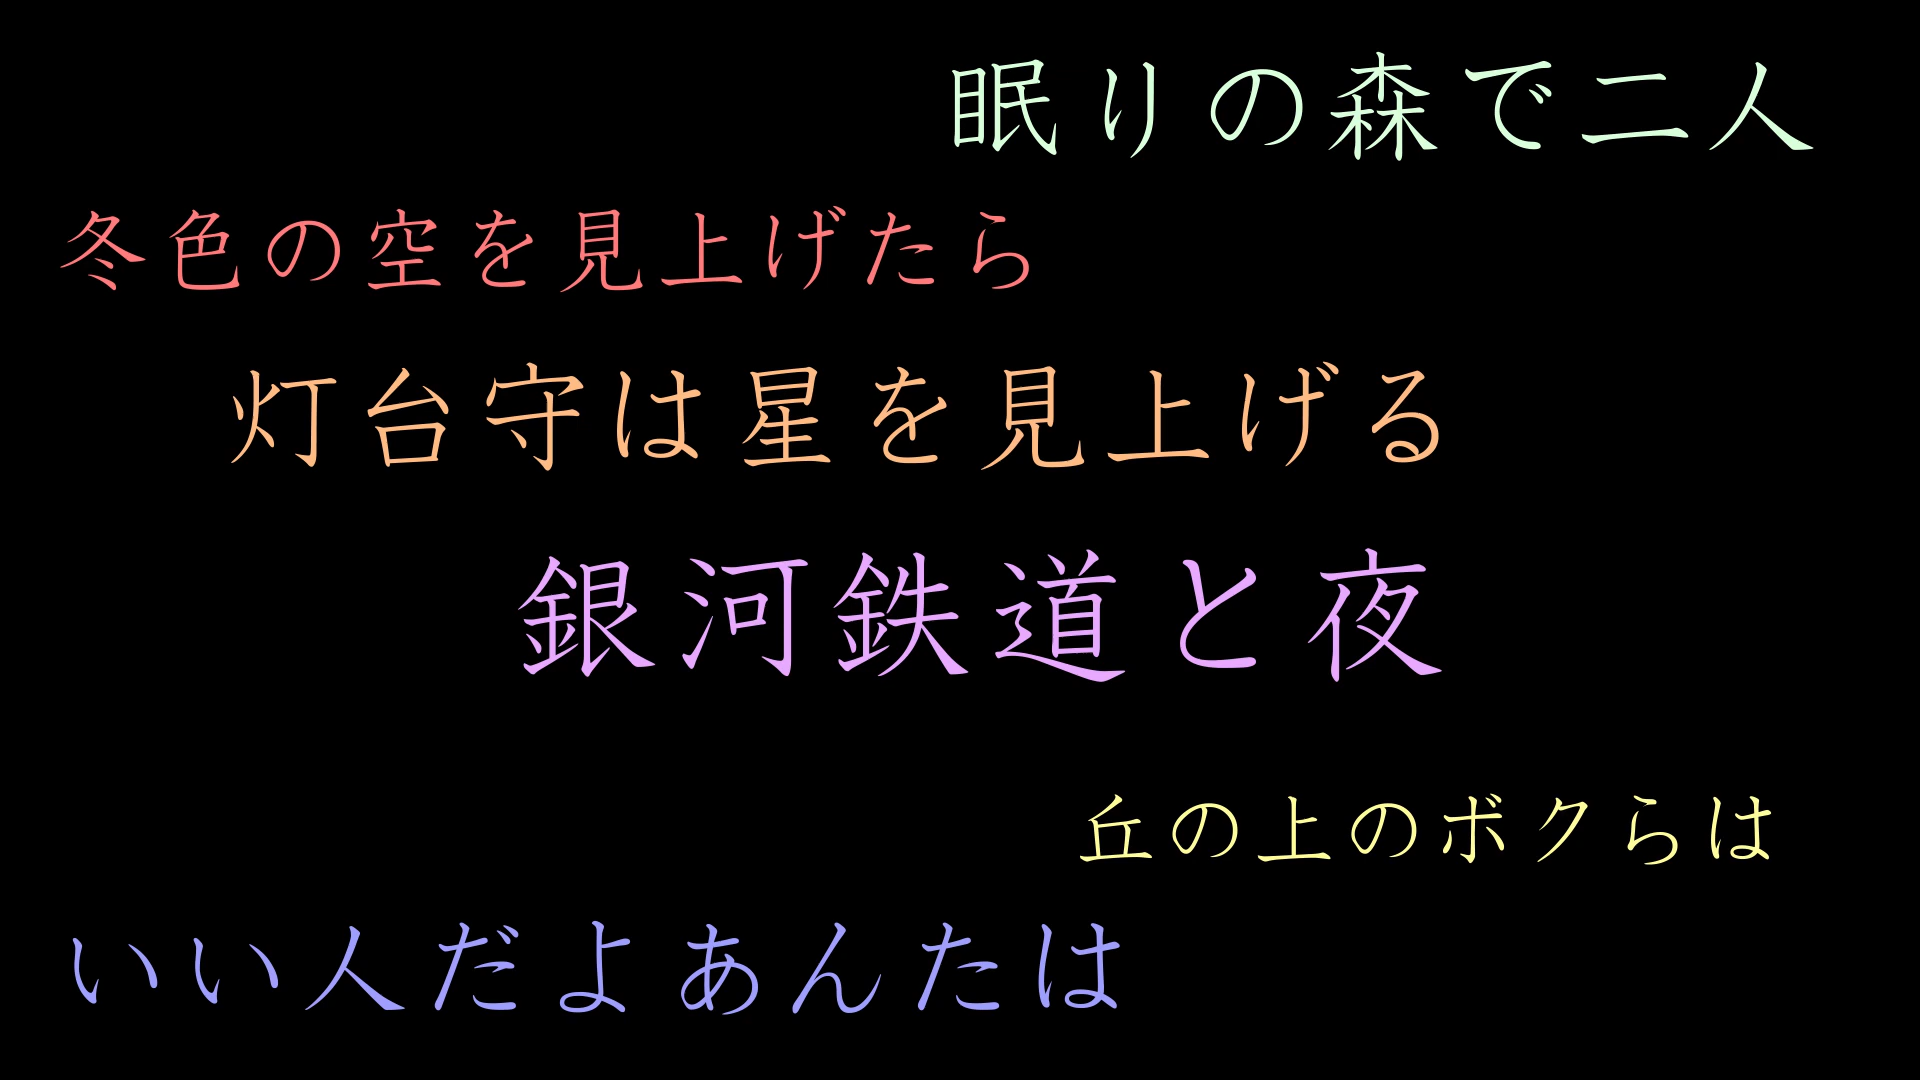 眠りの森で二人
冬色の空を見上げたら
灯台守は星を見上げる
銀河鉄道と夜
丘の上のボクらは
いい人だよあんたは